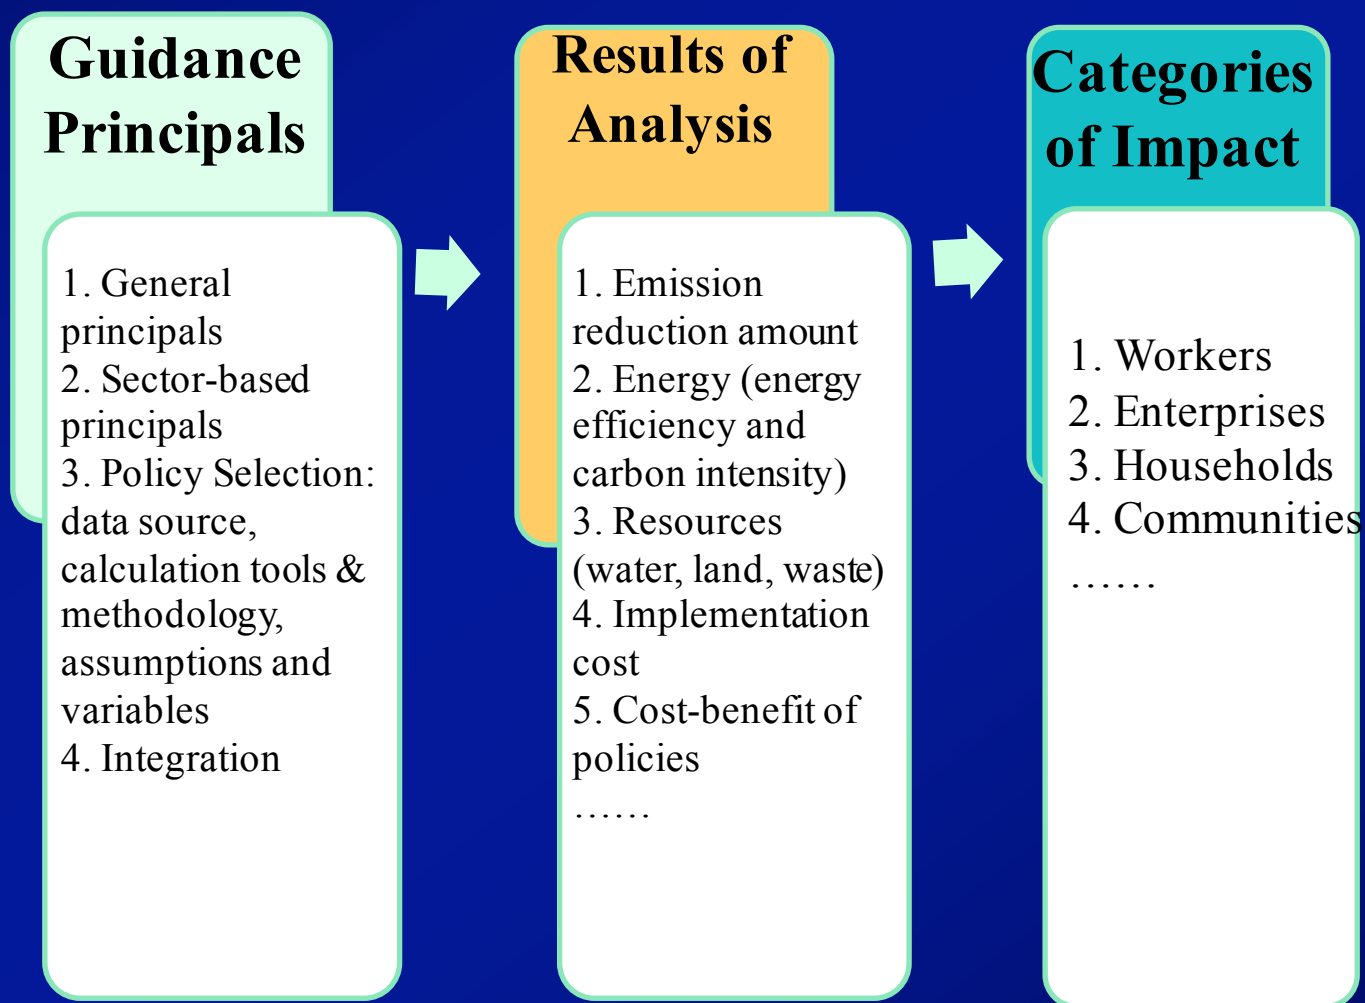 Guidance
Principals
1. General
principals
2. Sector-based
principals
3. Policy Selection:
data source,
calculation tools &
methodology,
assumptions and
variables
4. Integration
Results of
Analysis
1. Emission
reduction amount
2. Energy (energy
efficiency and
carbon intensity)
3. Resources
(water, land, waste)
4. Implementation
cost
5. Cost-benefit of
policies
……
Categories
of Impact
1. Workers
2. Enterprises
3. Households
4. Communities
……